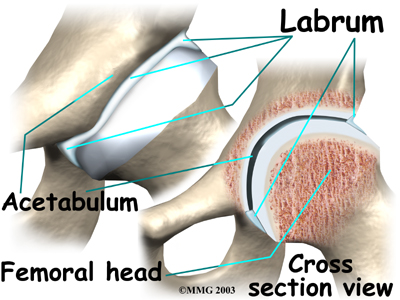 Labrum
Acetabulum
Femoral head
Cross
section view
©MMG 2003